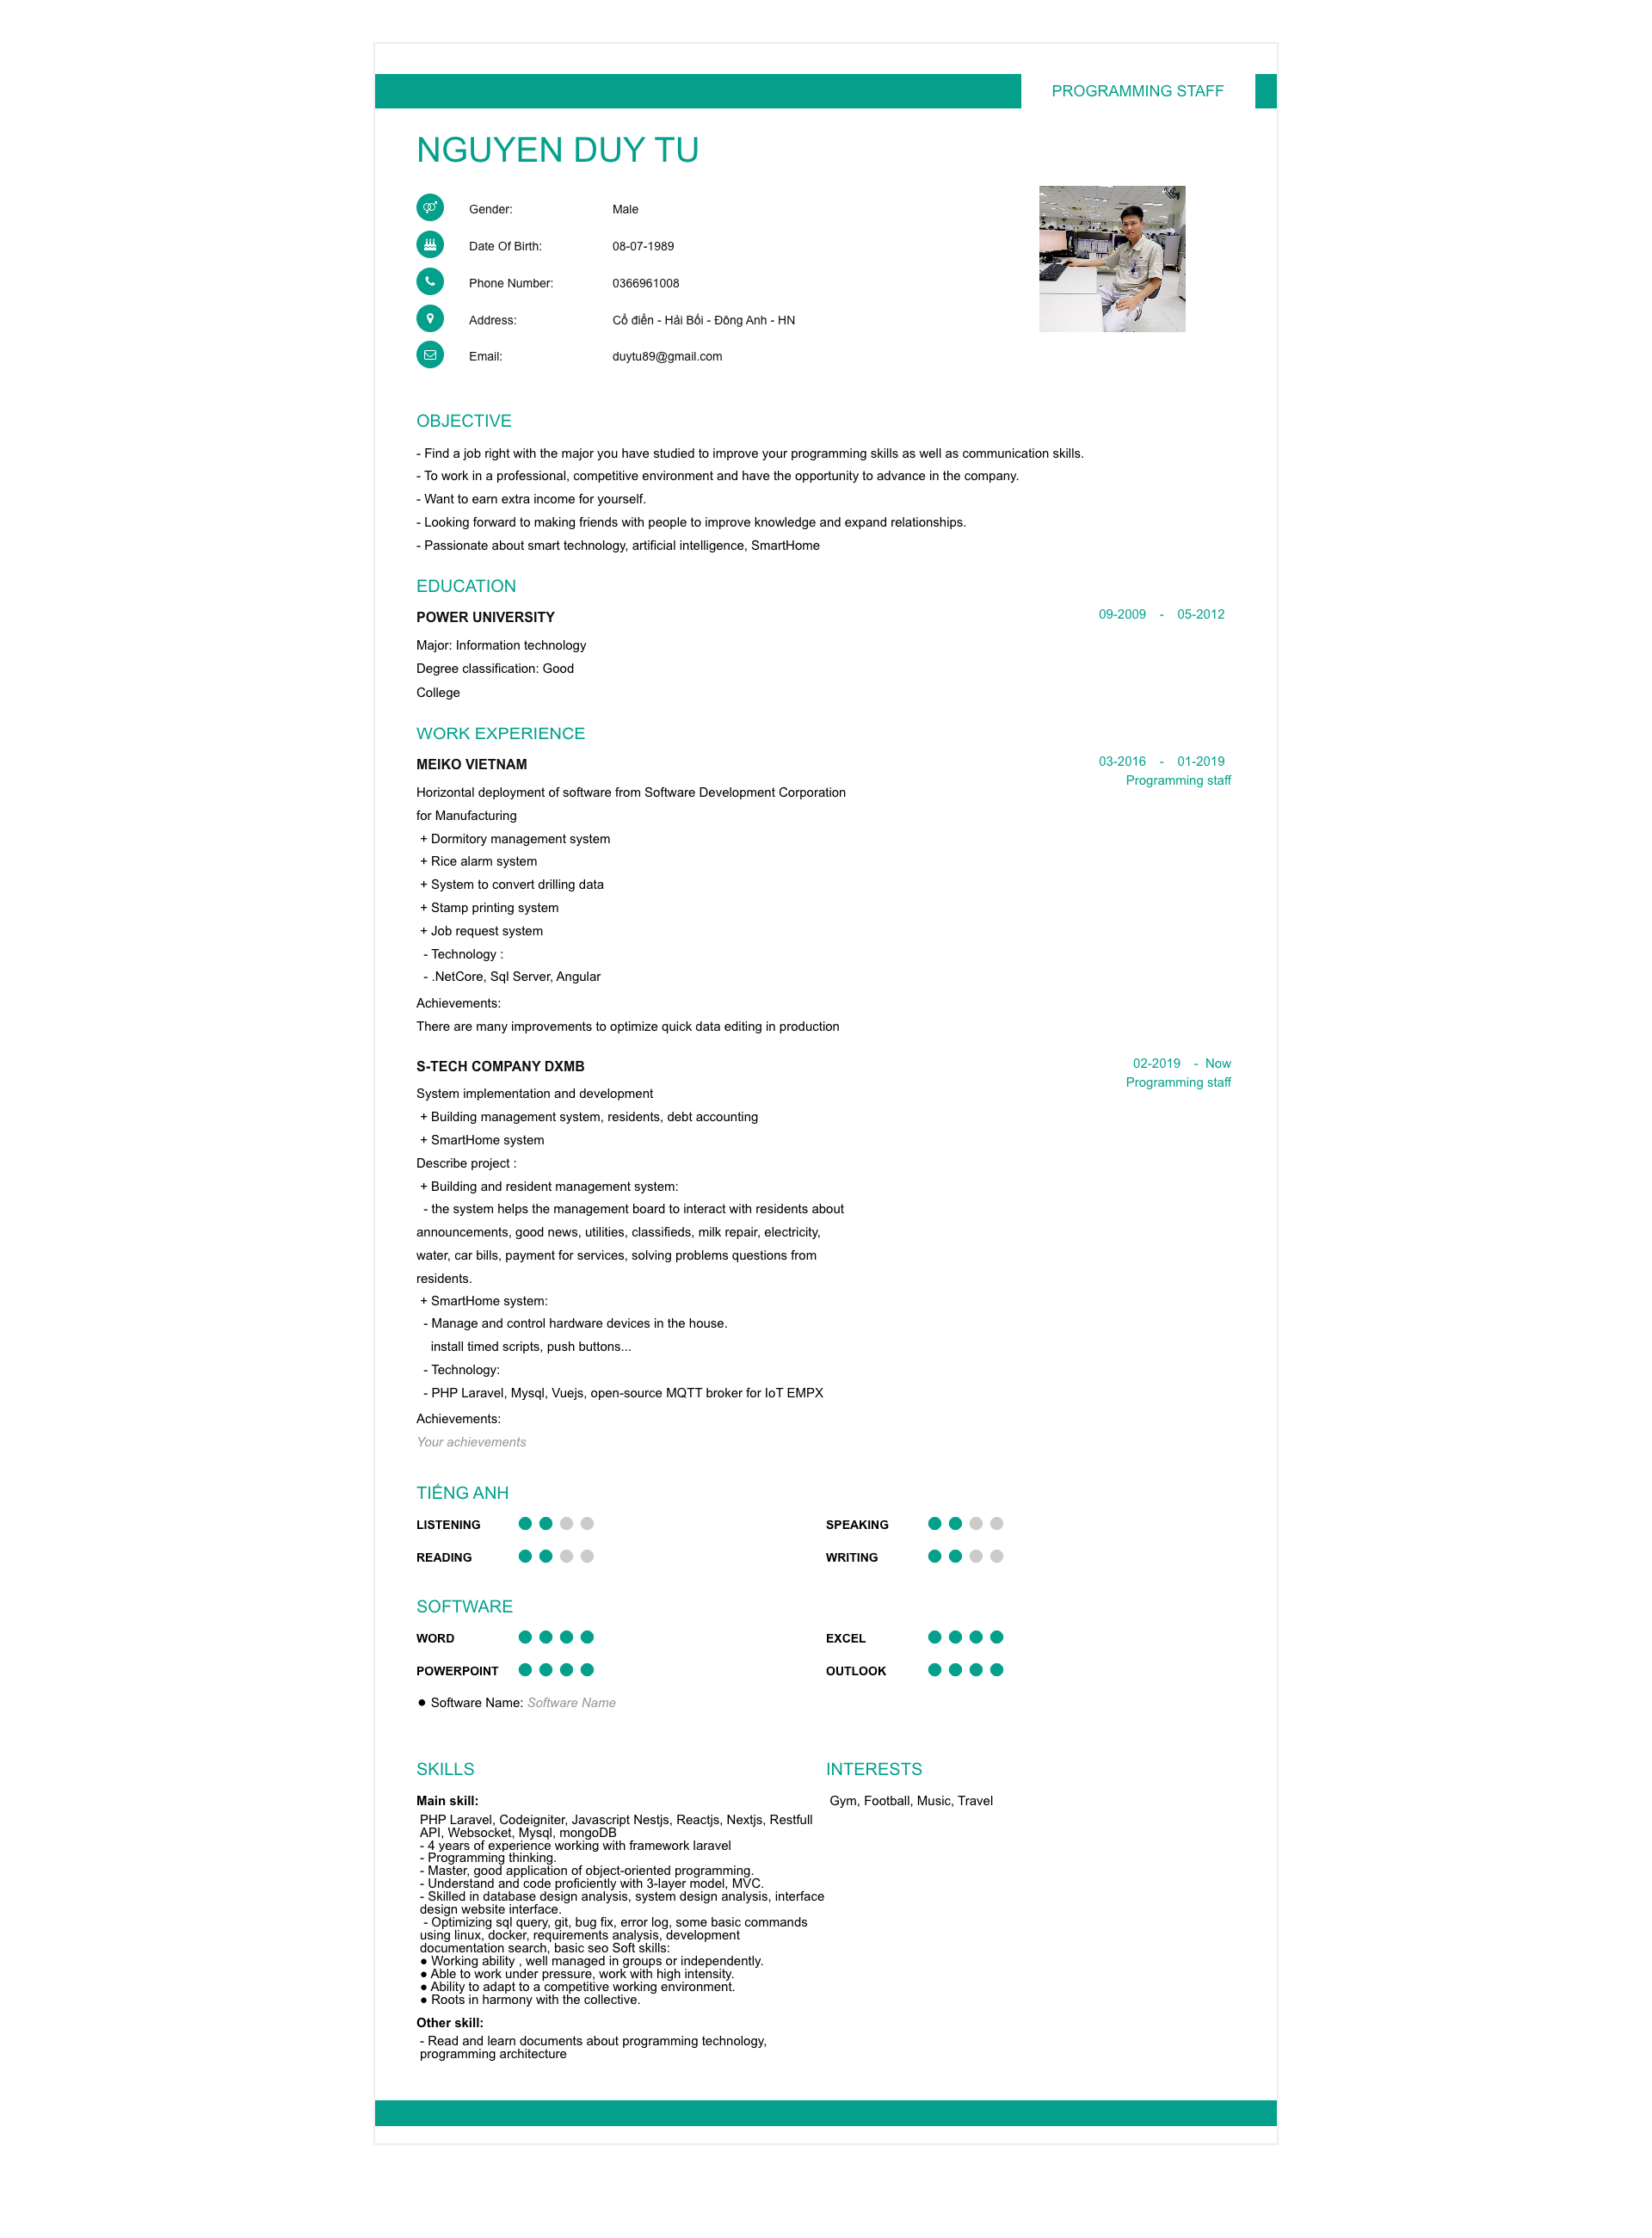 PROGRAMMING STAFF
NGUYEN DUY TU
Gender: Male
Date Of Birth: 08-07-1989
Phone Number: 0366961008
Address: Cổ điển - Hải Bối - Đông Anh - HN
Email: duytu89@gmail.com
OBJECTIVE
- Find a job right with the major you have studied to improve your programming skills as well as communication skills.
- To work in a professional, competitive environment and have the opportunity to advance in the company.
- Want to earn extra income for yourself.
- Looking forward to making friends with people to improve knowledge and expand relationships.
- Passionate about smart technology, artificial intelligence, SmartHome
EDUCATION
POWER UNIVERSITY 09-2009 - 05-2012
Major: Information technology
Degree classification: Good
College
WORK EXPERIENCE
MEIKO VIETNAM 03-2016 - 01-2019
Programming staff
Horizontal deployment of software from Software Development Corporation
for Manufacturing
+ Dormitory management system
+ Rice alarm system
+ System to convert drilling data
+ Stamp printing system
+ Job request system
- Technology :
- .NetCore, Sql Server, Angular
Achievements:
There are many improvements to optimize quick data editing in production
S-TECH COMPANY DXMB 02-2019 - Now
Programming staff
System implementation and development
+ Building management system, residents, debt accounting
+ SmartHome system
Describe project :
+ Building and resident management system:
- the system helps the management board to interact with residents about
announcements, good news, utilities, classifieds, milk repair, electricity,
water, car bills, payment for services, solving problems questions from
residents.
+ SmartHome system:
- Manage and control hardware devices in the house.
install timed scripts, push buttons...
- Technology:
- PHP Laravel, Mysql, Vuejs, open-source MQTT broker for IoT EMPX
Achievements:
Your achievements
TIẾNG ANH
LISTENING SPEAKING
READING WRITING
SOFTWARE
WORD EXCEL
POWERPOINT OUTLOOK
● Software Name: Software Name
SKILLS
Main skill:
PHP Laravel, Codeigniter, Javascript Nestjs, Reactjs, Nextjs, Restfull
API, Websocket, Mysql, mongoDB
- 4 years of experience working with framework laravel
- Programming thinking.
- Master, good application of object-oriented programming.
- Understand and code proficiently with 3-layer model, MVC.
- Skilled in database design analysis, system design analysis, interface
design website interface.
- Optimizing sql query, git, bug fix, error log, some basic commands
using linux, docker, requirements analysis, development
documentation search, basic seo Soft skills:
● Working ability , well managed in groups or independently.
● Able to work under pressure, work with high intensity.
● Ability to adapt to a competitive working environment.
● Roots in harmony with the collective.
Other skill:
- Read and learn documents about programming technology,
programming architecture
INTERESTS
Gym, Football, Music, Travel